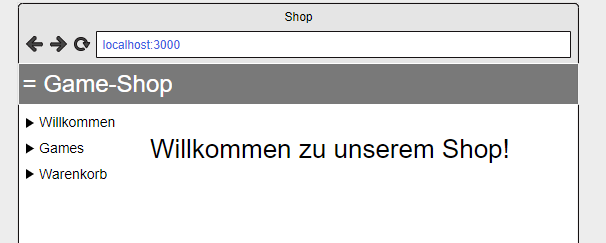 Shop
localhost:3000
= Game-Shop
Willkommen
Games
Warenkorb
Willkommen zu unserem Shop!